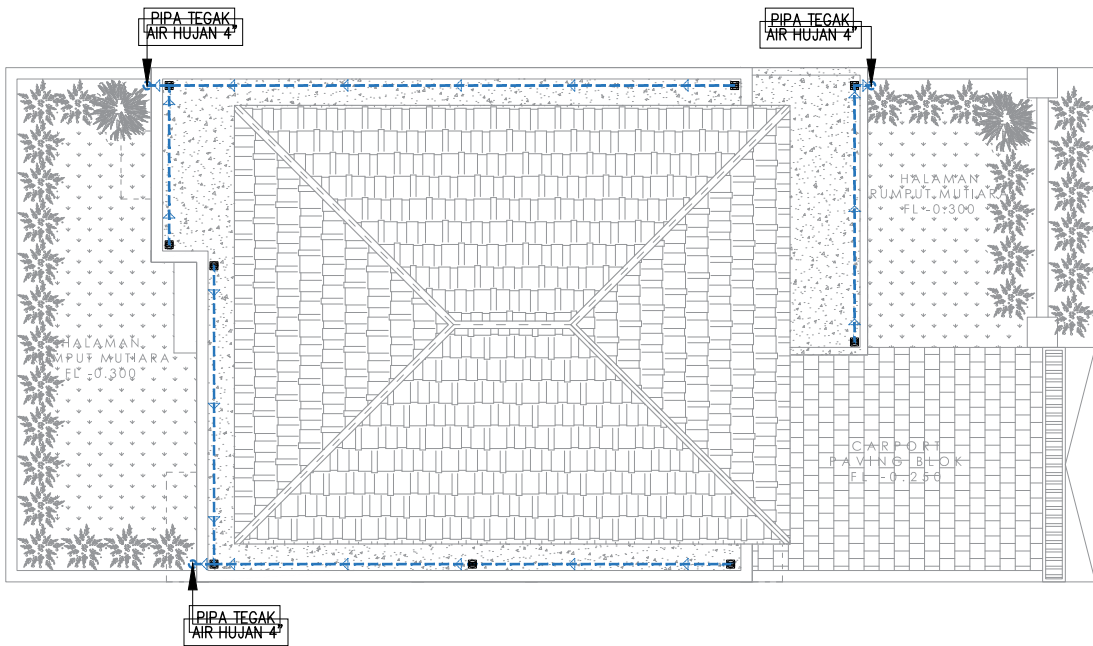 PIPA TEGAK
AIR HUJAN 4"
PIPA TEGAK
AIR HUJAN 4"
HALAMAN
RUMPUT MUTIARA
FL -0.300
HALAMAN
MPUT MUTIARA
FL -0.300
CARPORT
PAVING BLOK
FL -0.250
PIPA TEGAK
AIR HUJAN 4"